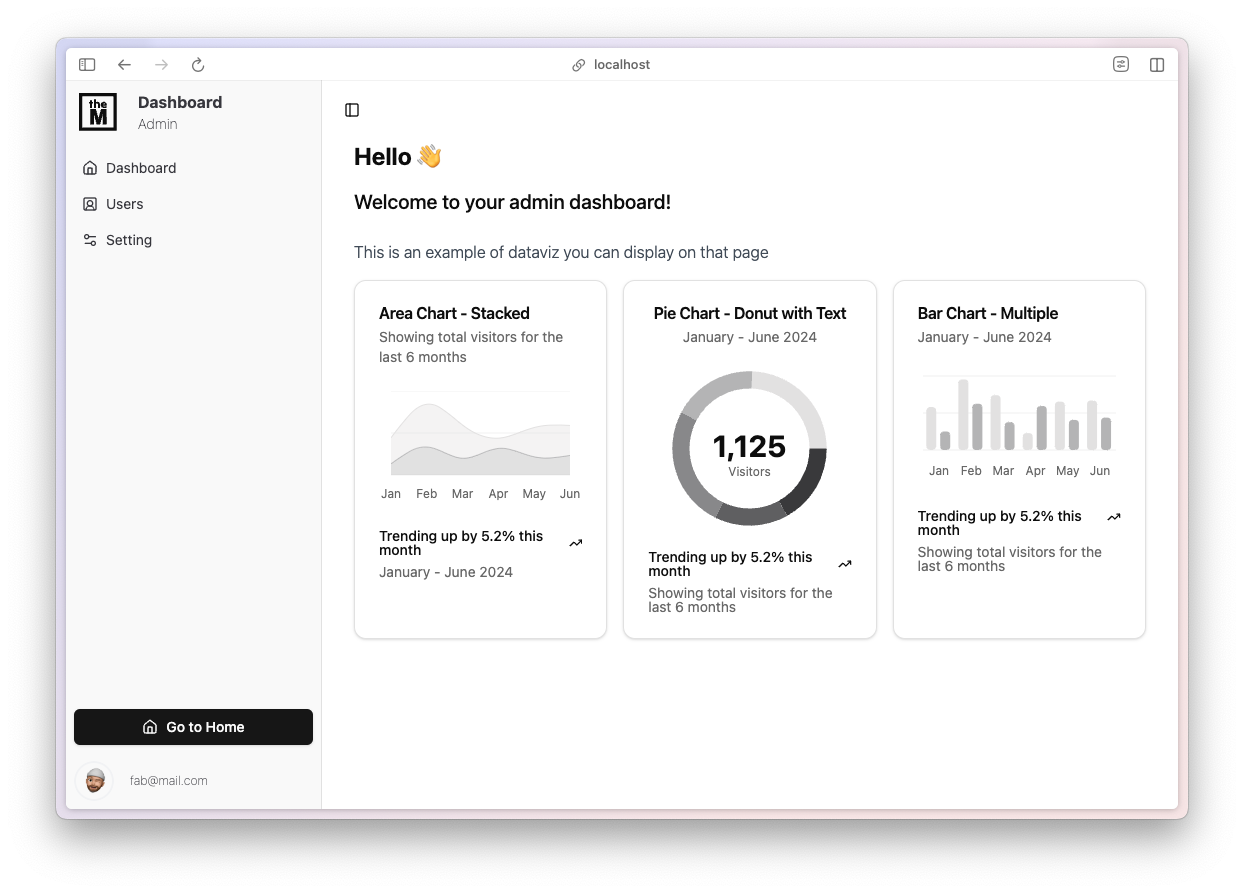 localhost
the
M
Dashboard
Admin
Dashboard
Users
Setting
Go to Home
fab@mail.com
Hello 👋
Welcome to your admin dashboard!
This is an example of dataviz you can display on that page
Area Chart - Stacked
Showing total visitors for the
last 6 months
Jan Feb Mar Apr May Jun
Trending up by 5.2% this
month
January - June 2024
Pie Chart - Donut with Text
January - June 2024
1,125
Visitors
Trending up by 5.2% this
month
Showing total visitors for the
last 6 months
Bar Chart - Multiple
January - June 2024
Jan Feb Mar Apr May Jun
Trending up by 5.2% this
month
Showing total visitors for the
last 6 months